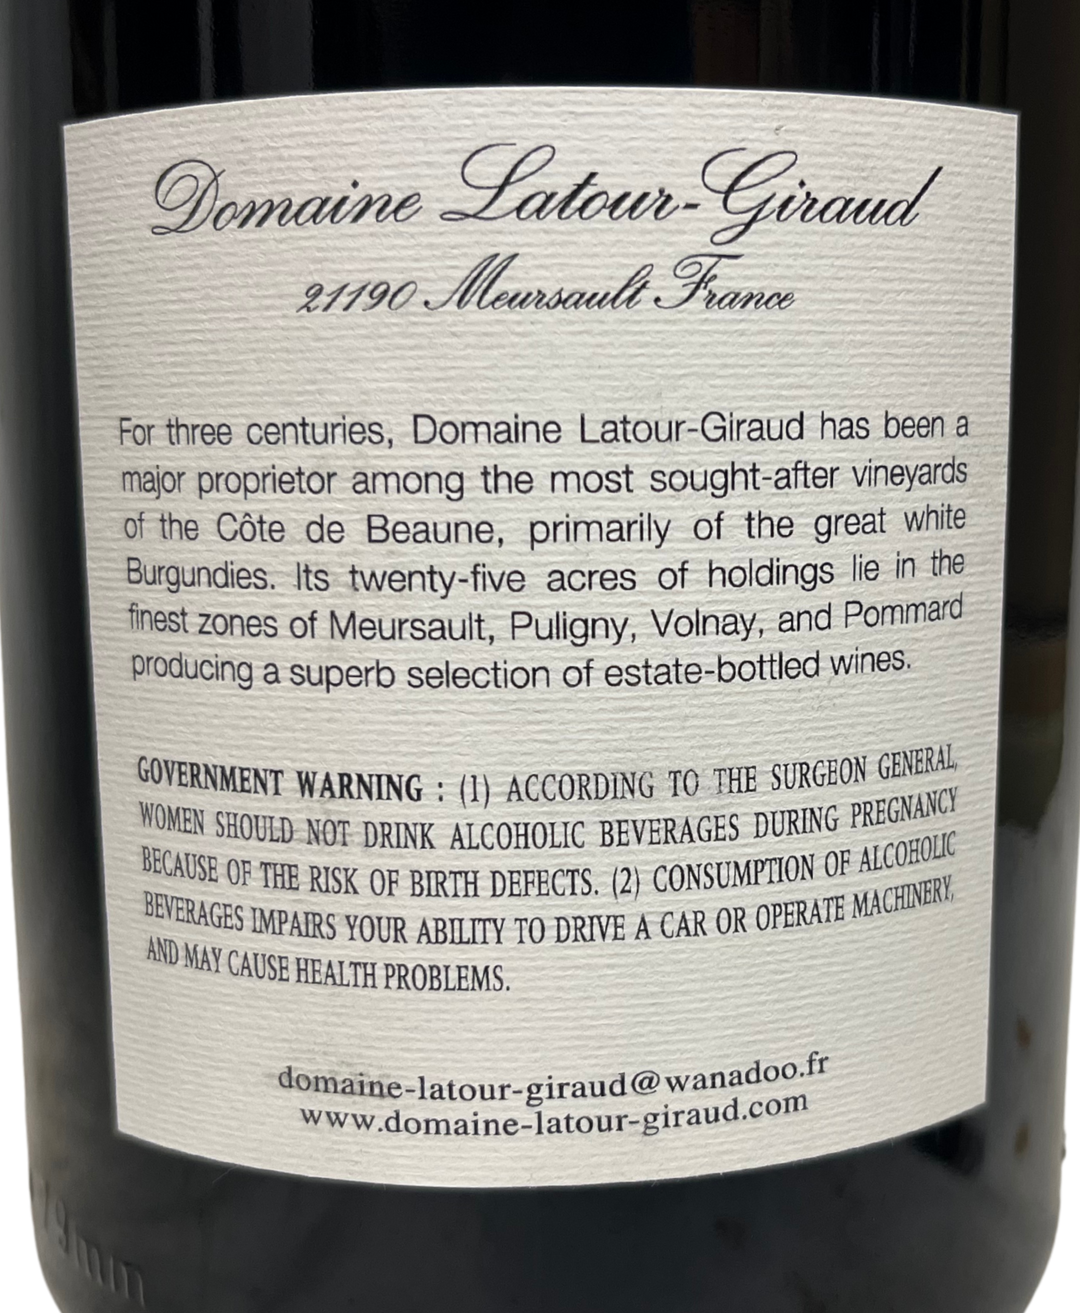 Domaine Latour-Giraud
21190 Meursault France
For three centuries, Domaine Latour-Giraud has been a
major proprietor among the most sought-after vineyards
of the Côte de Beaune, primarily of the great white
Burgundies. Its twenty-five acres of holdings lie in the
finest zones of Meursault, Puligny, Volnay, and Pommard
producing a superb selection of estate-bottled wines.
GOVERNMENT WARNING : (1) ACCORDING TO THE SURGEON GENERAL,
WOMEN SHOULD NOT DRINK ALCOHOLIC BEVERAGES DURING PREGNANCY
BECAUSE OF THE RISK OF BIRTH DEFECTS. (2) CONSUMPTION OF ALCOHOLIC
BEVERAGES IMPAIRS YOUR ABILITY TO DRIVE A CAR OR OPERATE MACHINERY,
AND MAY CAUSE HEALTH PROBLEMS.
domaine-latour-giraud@wanadoo.fr
www.domaine-latour-giraud.com